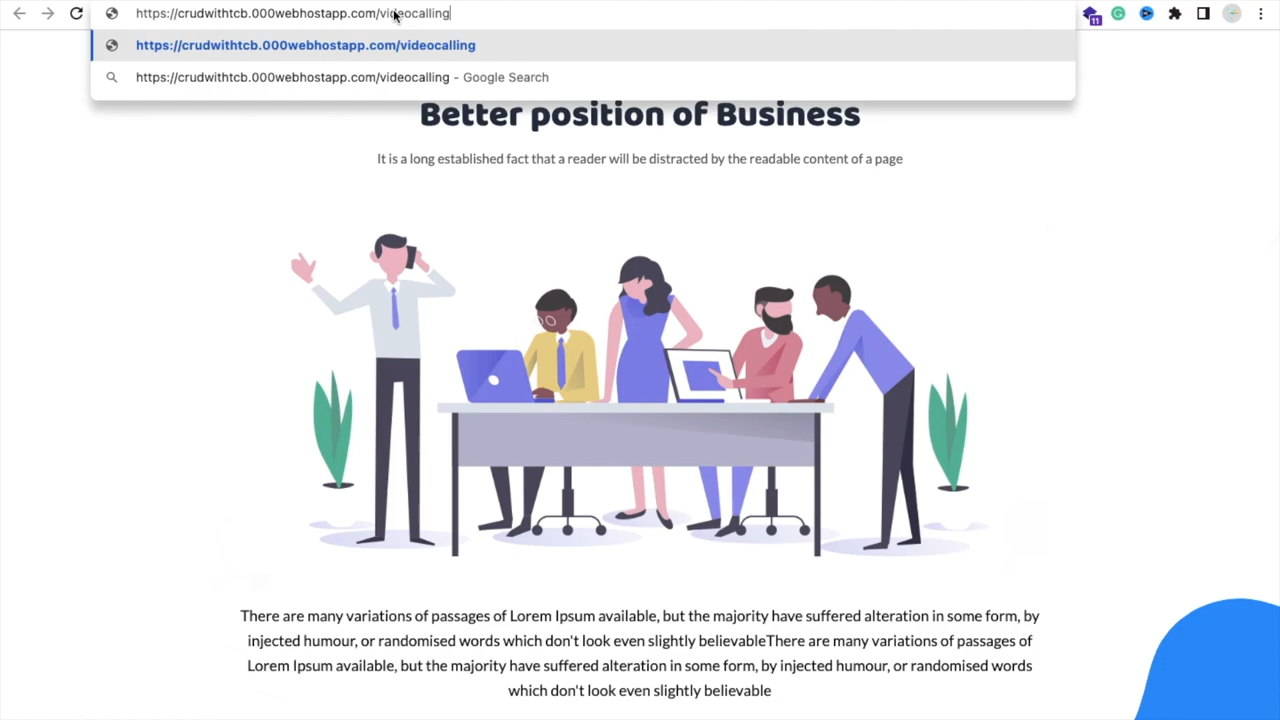 https://crudwithtcb.000webhostapp.com/videocalling
11
https://crudwithtcb.000webhostapp.com/videocalling
https://crudwithtcb.000webhostapp.com/videocalling - Google Search
Better position of Business
It is a long established fact that a reader will be distracted by the readable content of a page
There are many variations of passages of Lorem Ipsum available, but the majority have suffered alteration in some form, by
injected humour, or randomised words which don't look even slightly believableThere are many variations of passages of
Lorem Ipsum available, but the majority have suffered alteration in some form, by injected humour, or randomised words
which don't look even slightly believable